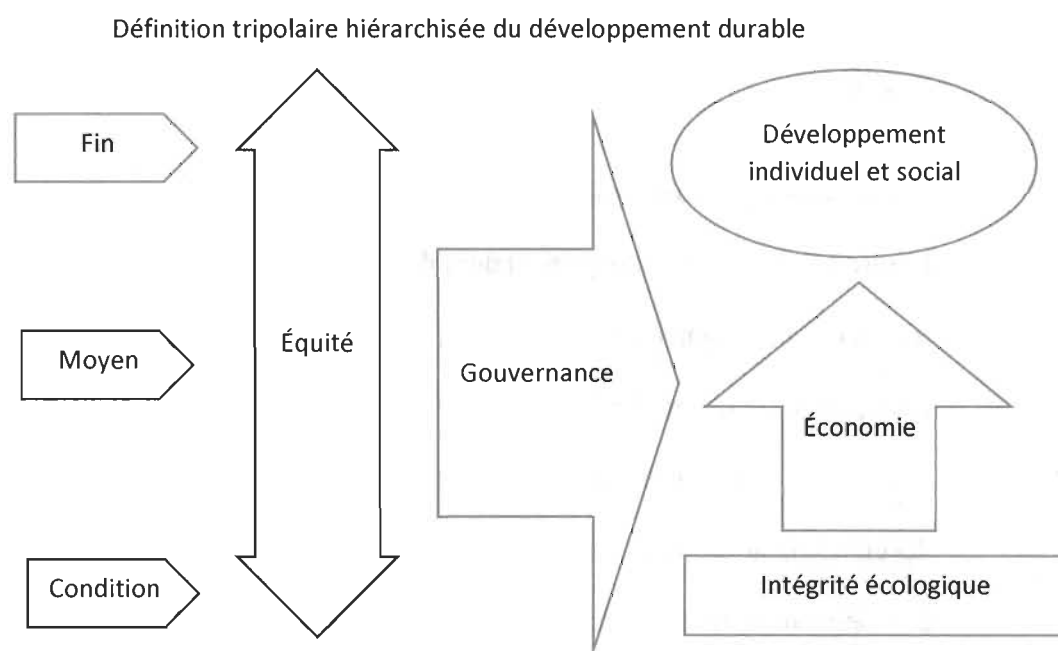 Définition tripolaire hiérarchisée du développement durable
Fin
Développement
individuel et social
Moyen
Équité
Gouvernance
Économie
Condition
Intégrité écologique